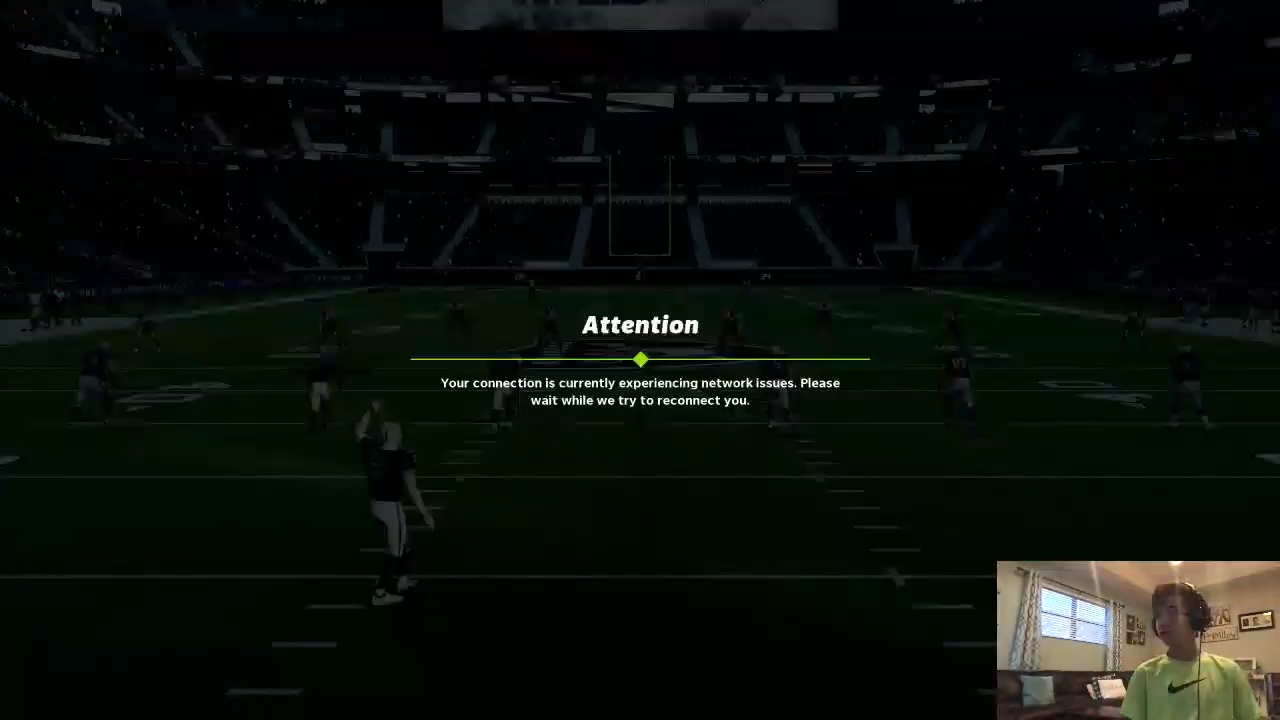 Attention
Your connection is currently experiencing network issues. Please
wait while we try to reconnect you.